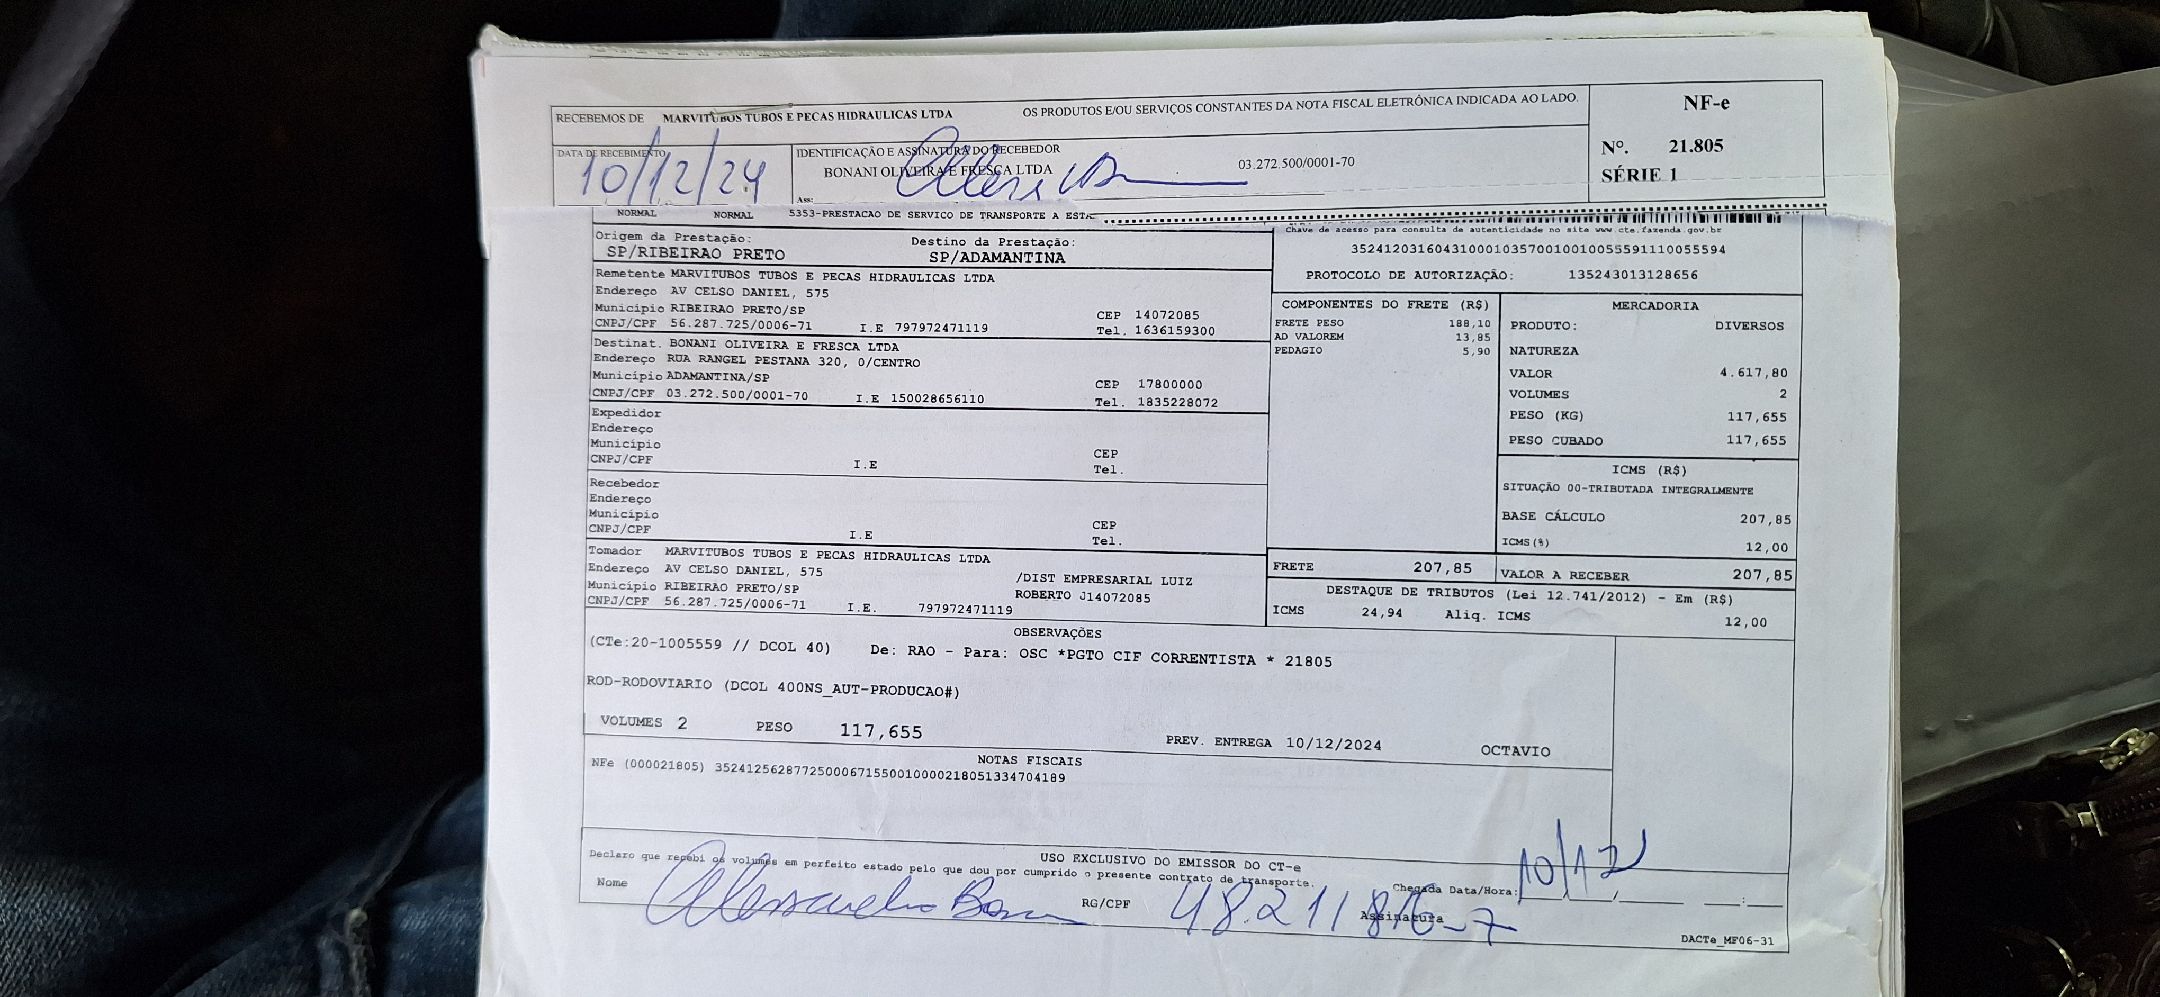 RECEBEMOS DE MARVITUBOS TUBOS E PECAS HIDRAULICAS LTDA OS PRODUTOS E/OU SERVIÇOS CONSTANTES DA NOTA FISCAL ELETRÔNICA INDICADA AO LADO.
NF-e
Nº. 21.805
SÉRIE 1
DATA DE RECEBIMENTO
10/12/24
IDENTIFICAÇÃO E ASSINATURA DO RECEBEDOR
BONANI OLIVEIRA E FRESCA LTDA 03.272.500/0001-70
Ass:
NORMAL NORMAL 5353-PRESTACAO DE SERVICO DE TRANSPORTE A ESTA
Origem da Prestação: Destino da Prestação:
SP/RIBEIRAO PRETO SP/ADAMANTINA
Chave de acesso para consulta de autenticidade no site www cte.fazenda.gov.br
35241203160431000103570010010055591110055594
PROTOCOLO DE AUTORIZAÇÃO: 135243013128656
Remetente MARVITUBOS TUBOS E PECAS HIDRAULICAS LTDA
Endereço AV CELSO DANIEL, 575
Município RIBEIRAO PRETO/SP CEP 14072085
CNPJ/CPF 56.287.725/0006-71 I.E 797972471119 Tel. 1636159300
Destinat. BONANI OLIVEIRA E FRESCA LTDA
Endereço RUA RANGEL PESTANA 320, 0/CENTRO
Município ADAMANTINA/SP CEP 17800000
CNPJ/CPF 03.272.500/0001-70 I.E 150028656110 Tel. 1835228072
Expedidor
Endereço
Município CEP
CNPJ/CPF I.E Tel.
Recebedor
Endereço
Município CEP
CNPJ/CPF I.E Tel.
Tomador MARVITUBOS TUBOS E PECAS HIDRAULICAS LTDA
Endereço AV CELSO DANIEL, 575 /DIST EMPRESARIAL LUIZ
Município RIBEIRAO PRETO/SP ROBERTO J14072085
CNPJ/CPF 56.287.725/0006-71 I.E. 797972471119
COMPONENTES DO FRETE (R$)
FRETE PESO 188,10
AD VALOREM 13,85
PEDAGIO 5,90
MERCADORIA
PRODUTO: DIVERSOS
NATUREZA
VALOR 4.617,80
VOLUMES 2
PESO (KG) 117,655
PESO CUBADO 117,655
ICMS (R$)
SITUAÇÃO 00-TRIBUTADA INTEGRALMENTE
BASE CÁLCULO 207,85
ICMS(%) 12,00
FRETE 207,85 VALOR A RECEBER 207,85
DESTAQUE DE TRIBUTOS (Lei 12.741/2012) - Em (R$)
ICMS 24,94 Aliq. ICMS 12,00
OBSERVAÇÕES
(CTe:20-1005559 // DCOL 40) De: RAO - Para: OSC *PGTO CIF CORRENTISTA * 21805
ROD-RODOVIARIO (DCOL 400NS_AUT-PRODUCAO#)
VOLUMES 2 PESO 117,655 PREV. ENTREGA 10/12/2024 OCTAVIO
NOTAS FISCAIS
NFe (000021805) 35241256287725000671550010000218051334704189
USO EXCLUSIVO DO EMISSOR DO CT-e
Declaro que recebi os volumes em perfeito estado pelo que dou por cumprido o presente contrato de transporte.
Nome RG/CPF 48.211816-7 Assinatura Chegada Data/Hora: 10/12
DACTe_MF06-31